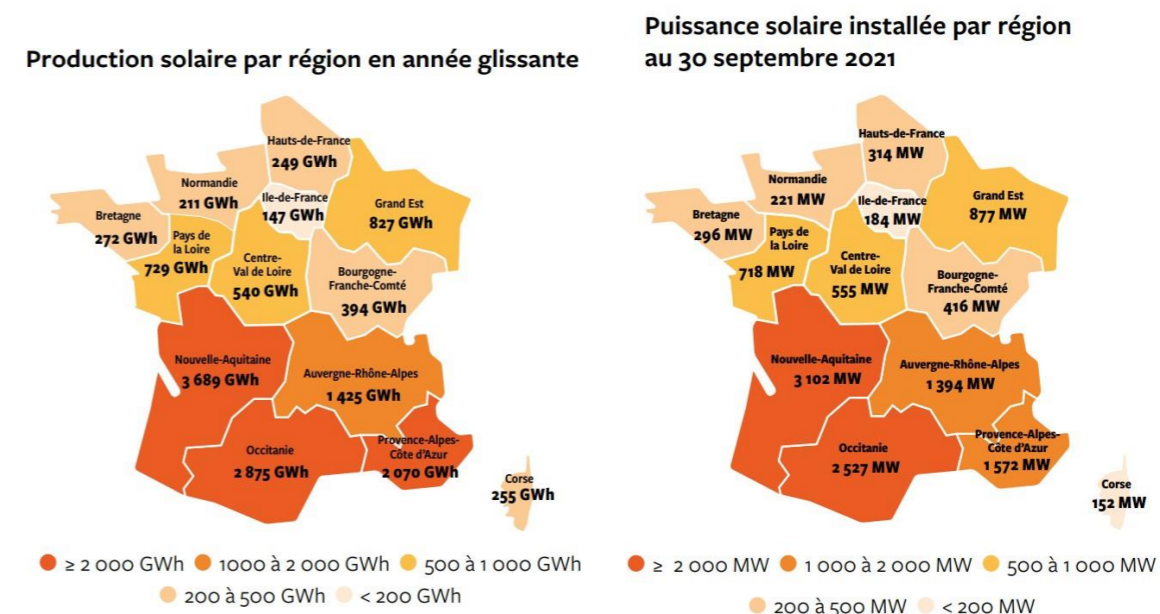 Production solaire par région en année glissante
Hauts-de-France
249 GWh
Normandie
211 GWh
Ile-de-France
147 GWh
Grand Est
827 GWh
Bretagne
272 GWh
Pays de
la Loire
729 GWh
Centre-
Val de Loire
540 GWh
Bourgogne-
Franche-Comté
394 GWh
Nouvelle-Aquitaine
3 689 GWh
Auvergne-Rhône-Alpes
1 425 GWh
Occitanie
2 875 GWh
Provence-Alpes-
Côte d'Azur
2 070 GWh
Corse
255 GWh
≥ 2 000 GWh
1000 à 2 000 GWh
500 à 1 000 GWh
200 à 500 GWh
< 200 GWh
Puissance solaire installée par région
au 30 septembre 2021
Hauts-de-France
314 MW
Normandie
221 MW
Ile-de-France
184 MW
Grand Est
877 MW
Bretagne
296 MW
Pays de
la Loire
718 MW
Centre-
Val de Loire
555 MW
Bourgogne-
Franche-Comté
416 MW
Nouvelle-Aquitaine
3 102 MW
Auvergne-Rhône-Alpes
1 394 MW
Occitanie
2 527 MW
Provence-Alpes-
Côte d'Azur
1 572 MW
Corse
152 MW
≥ 2 000 MW
1 000 à 2 000 MW
500 à 1 000 MW
200 à 500 MW
< 200 MW